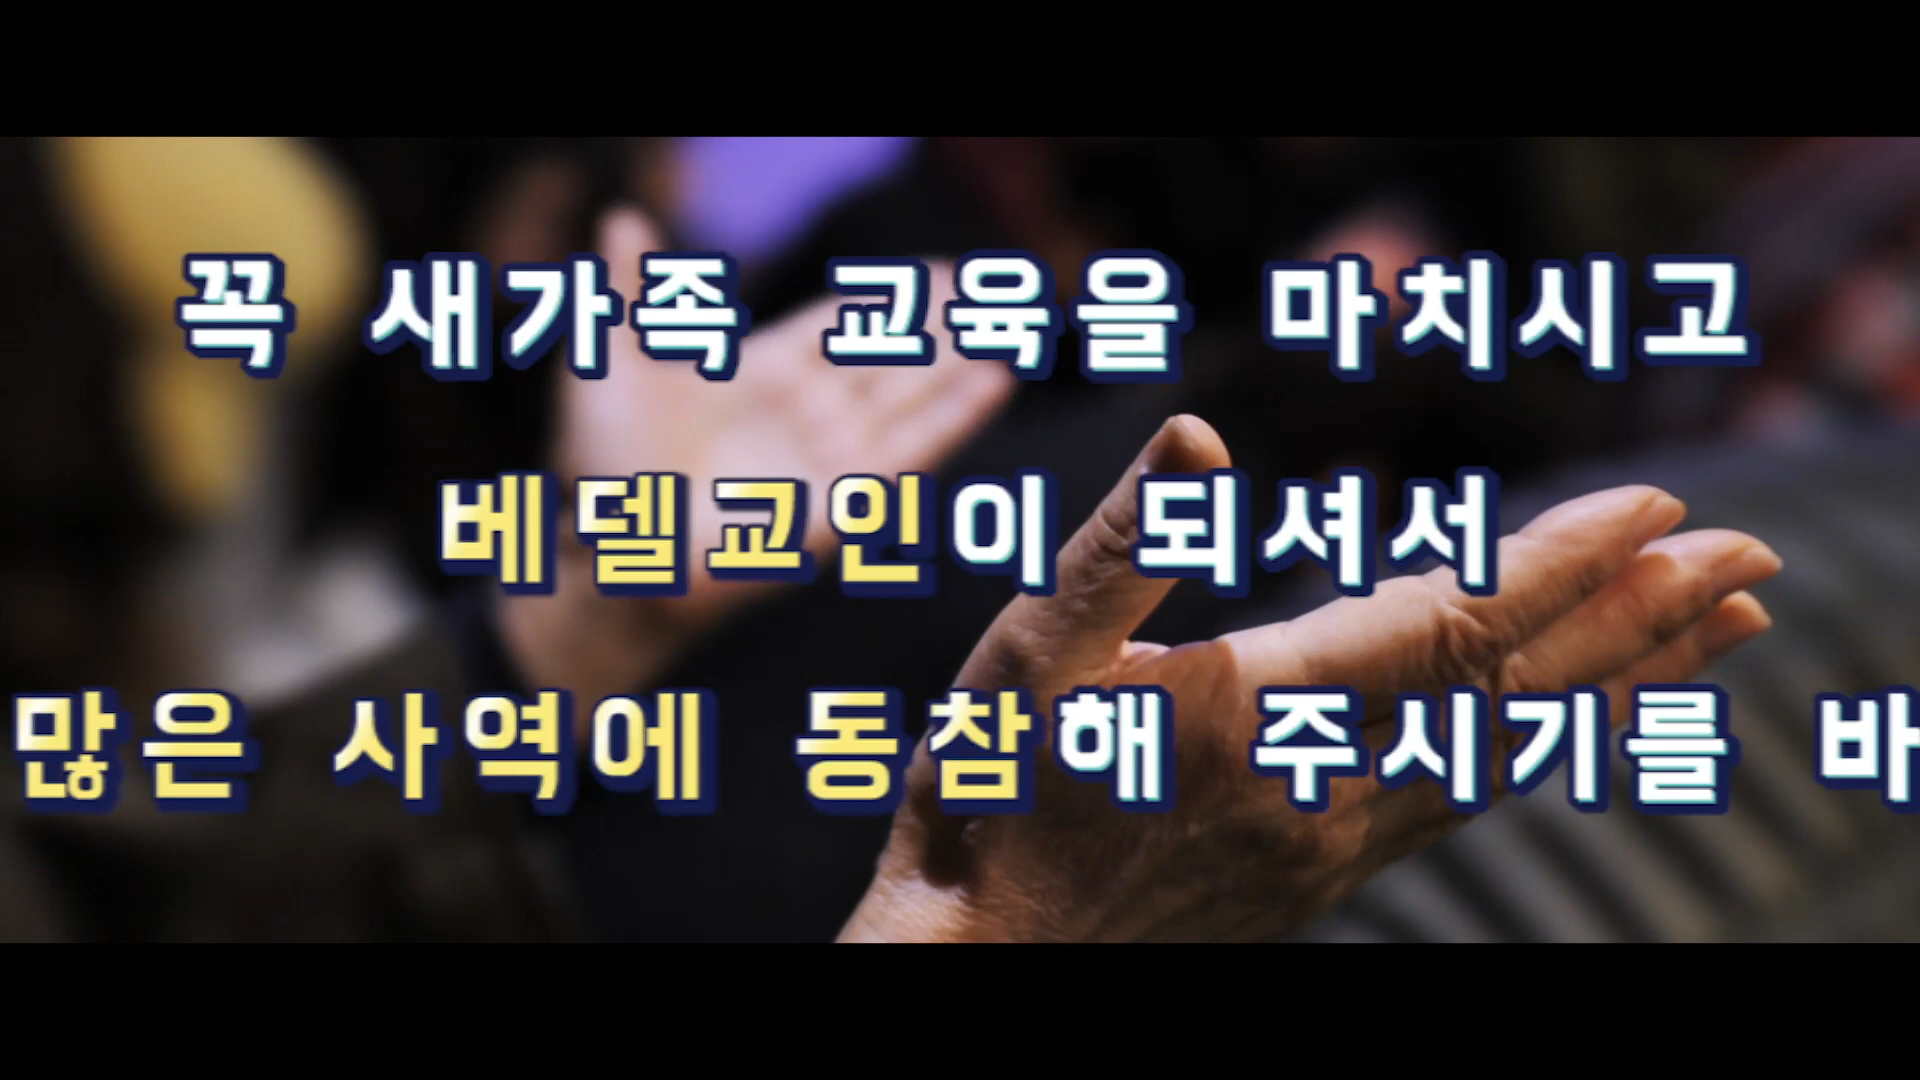 꼭 새가족 교육을 마치시고
베델교인이 되셔서
많은 사역에 동참해 주시기를 바